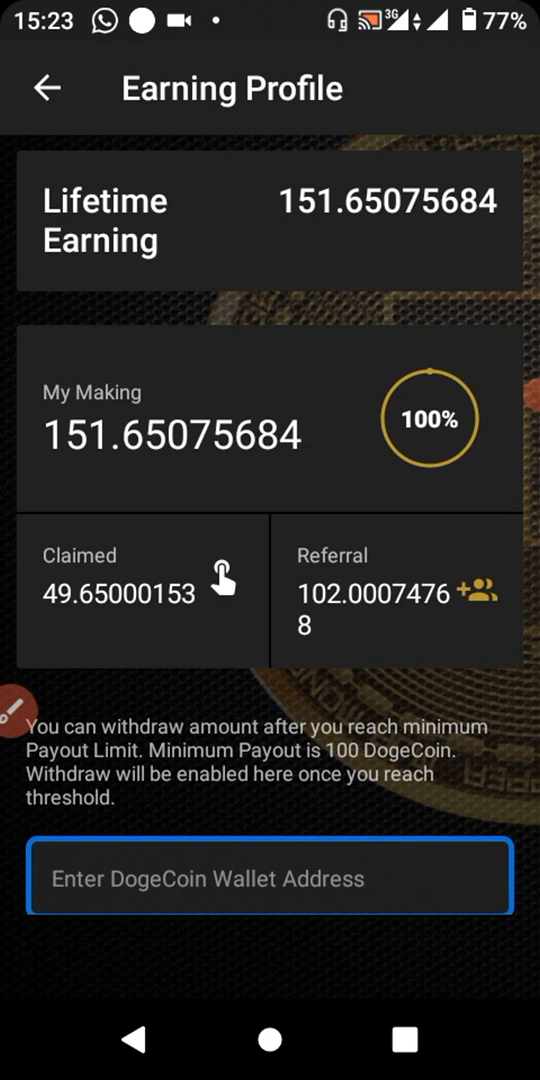 15:23
3G
77%
Earning Profile
Lifetime
Earning
151.65075684
My Making
151.65075684
100%
Claimed
49.65000153
Referral
102.0007476
8
You can withdraw amount after you reach minimum
Payout Limit. Minimum Payout is 100 DogeCoin.
Withdraw will be enabled here once you reach
threshold.
Enter DogeCoin Wallet Address